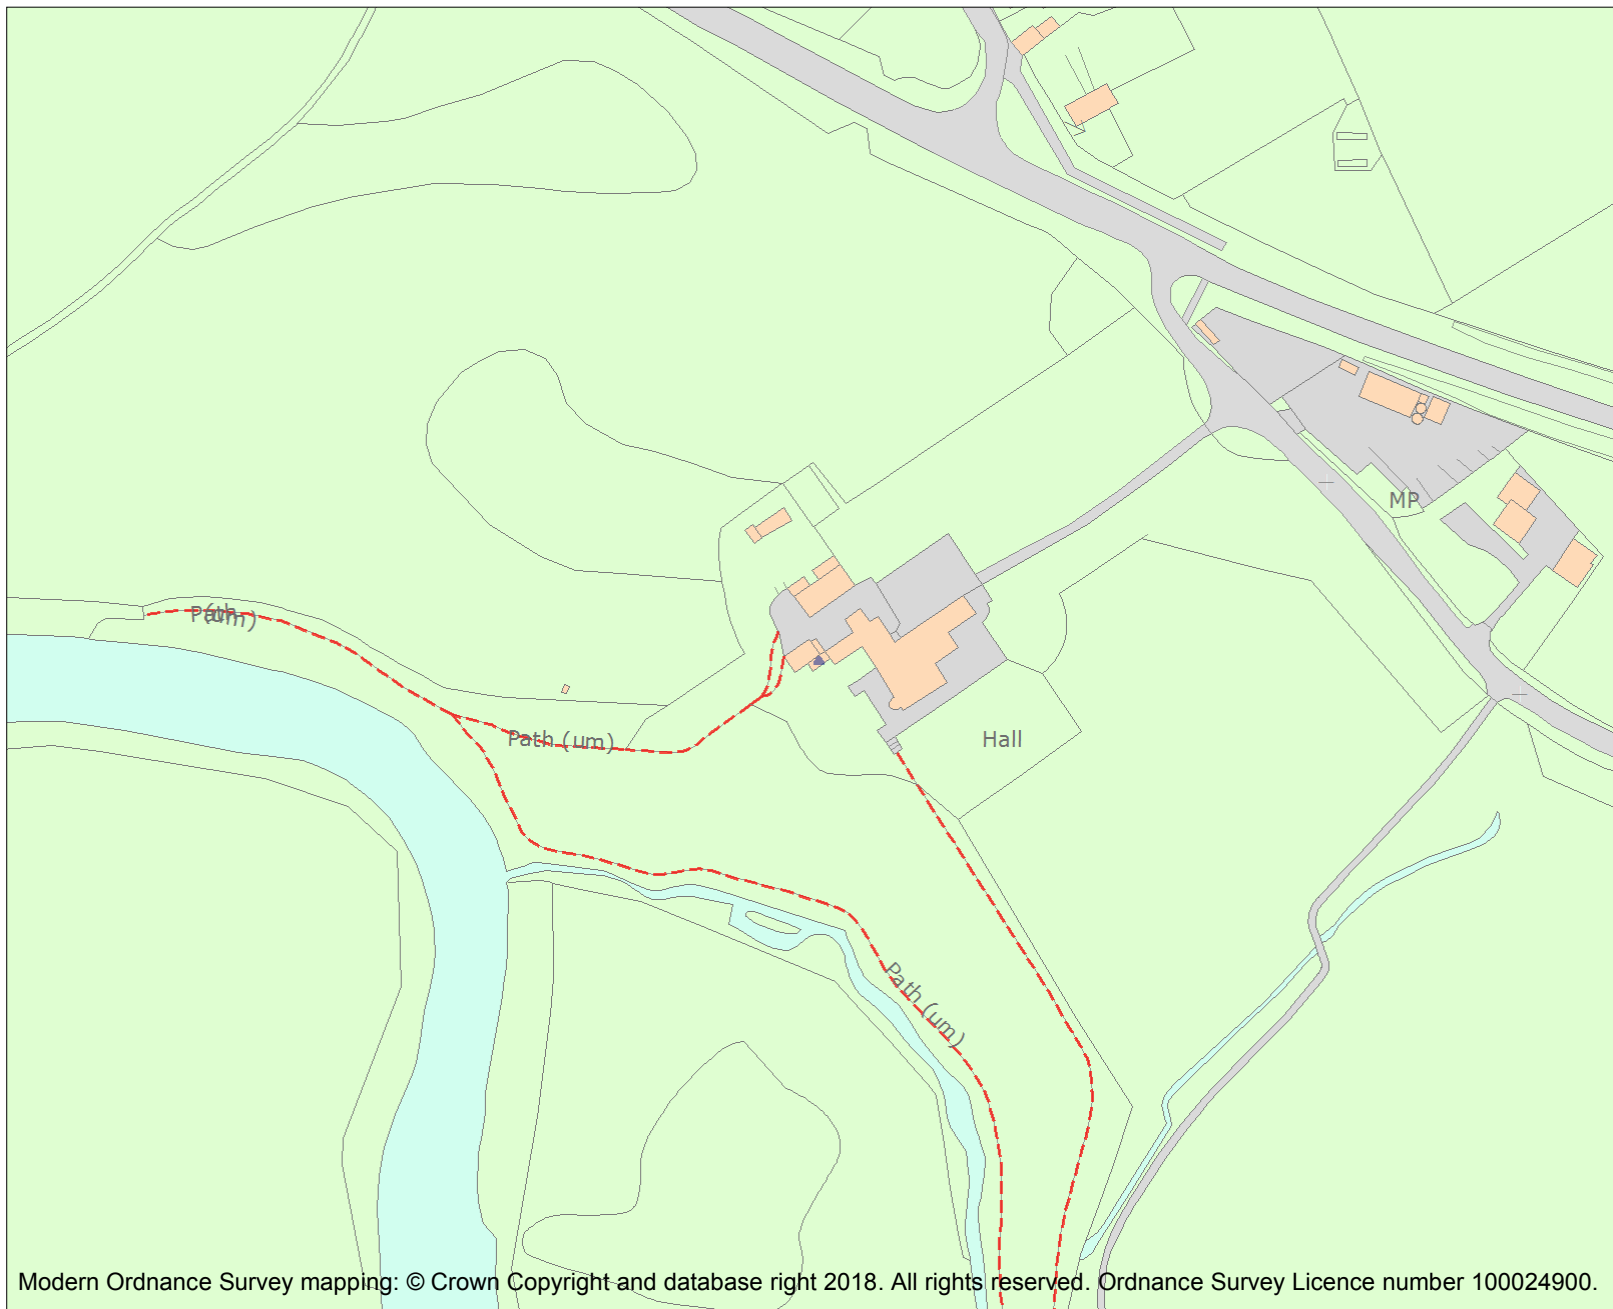 MP
Path (um)
Path (um)
Hall
Path (um)
Modern Ordnance Survey mapping: © Crown Copyright and database right 2018. All rights reserved. Ordnance Survey Licence number 100024900.